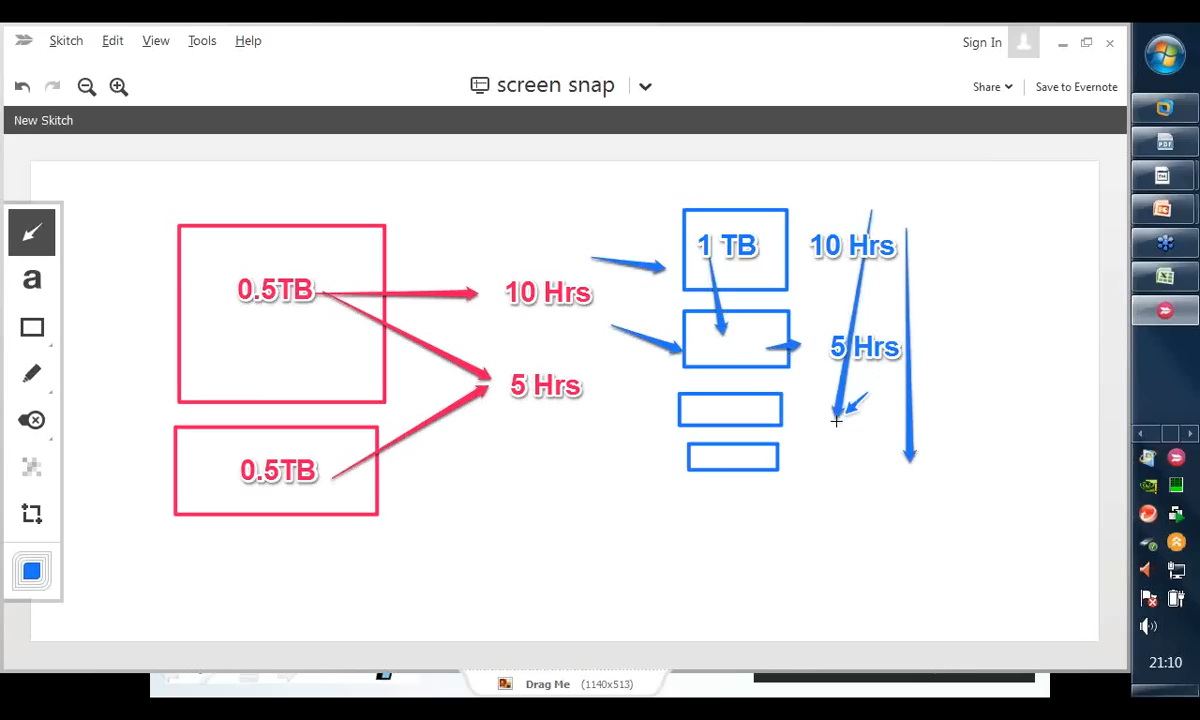 Skitch Edit View Tools Help
Sign In
screen snap
Share
Save to Evernote
New Skitch
a
0.5TB
10 Hrs
5 Hrs
0.5TB
1 TB
10 Hrs
5 Hrs
PDF
Drag Me (1140x513)
21:10